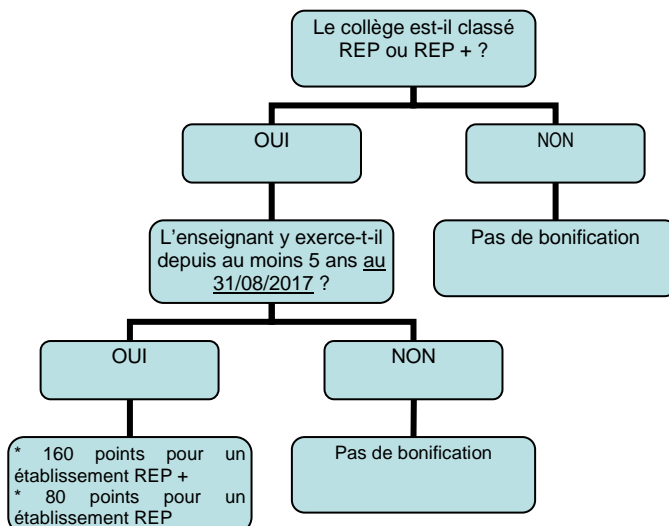 Le collège est-il classé
REP ou REP + ?
OUI
NON
L'enseignant y exerce-t-il
depuis au moins 5 ans au
31/08/2017 ?
Pas de bonification
OUI
NON
* 160 points pour un
établissement REP +
* 80 points pour un
établissement REP
Pas de bonification